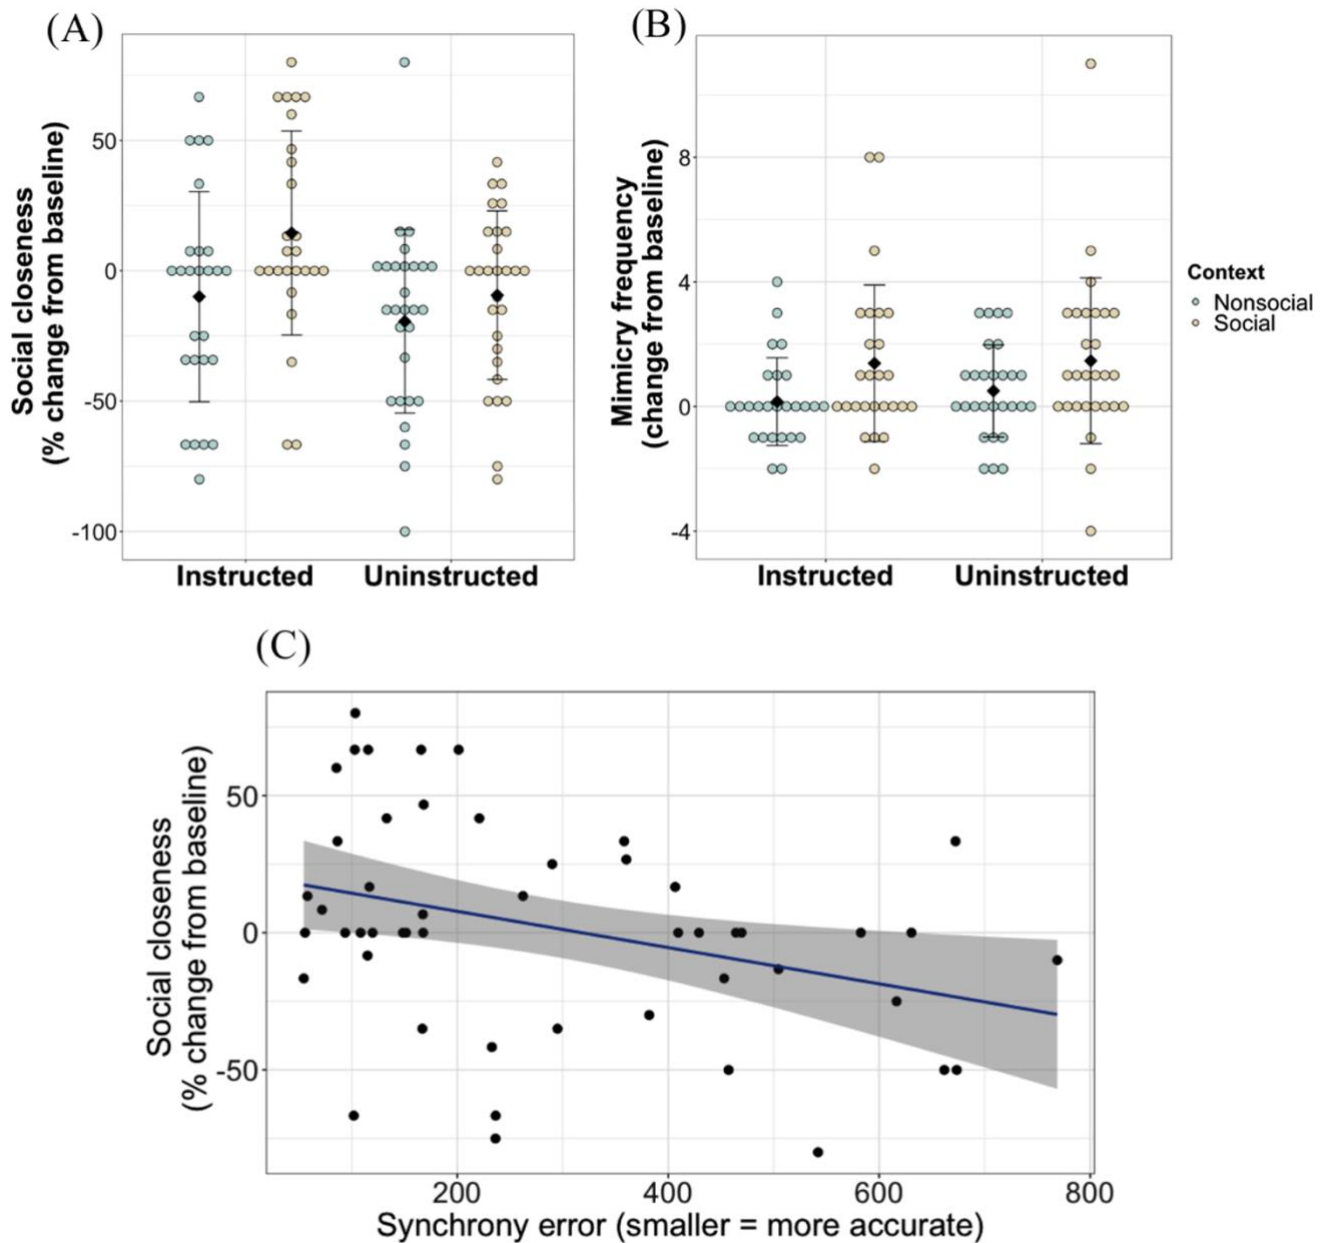 (A)
Social closeness
(% change from baseline)
50
0
-50
-100
Instructed Uninstructed
(B)
Mimicry frequency
(change from baseline)
8
4
0
-4
Instructed Uninstructed
Context
Nonsocial
Social
(C)
Social closeness
(% change from baseline)
50
0
-50
200 400 600 800
Synchrony error (smaller = more accurate)